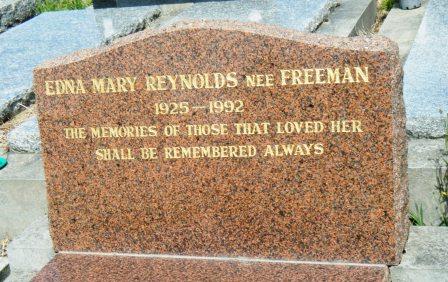 EDNA MARY REYNOLDS NEE FREEMAN
1925—1992
THE MEMORIES OF THOSE THAT LOVED HER
SHALL BE REMEMBERED ALWAYS